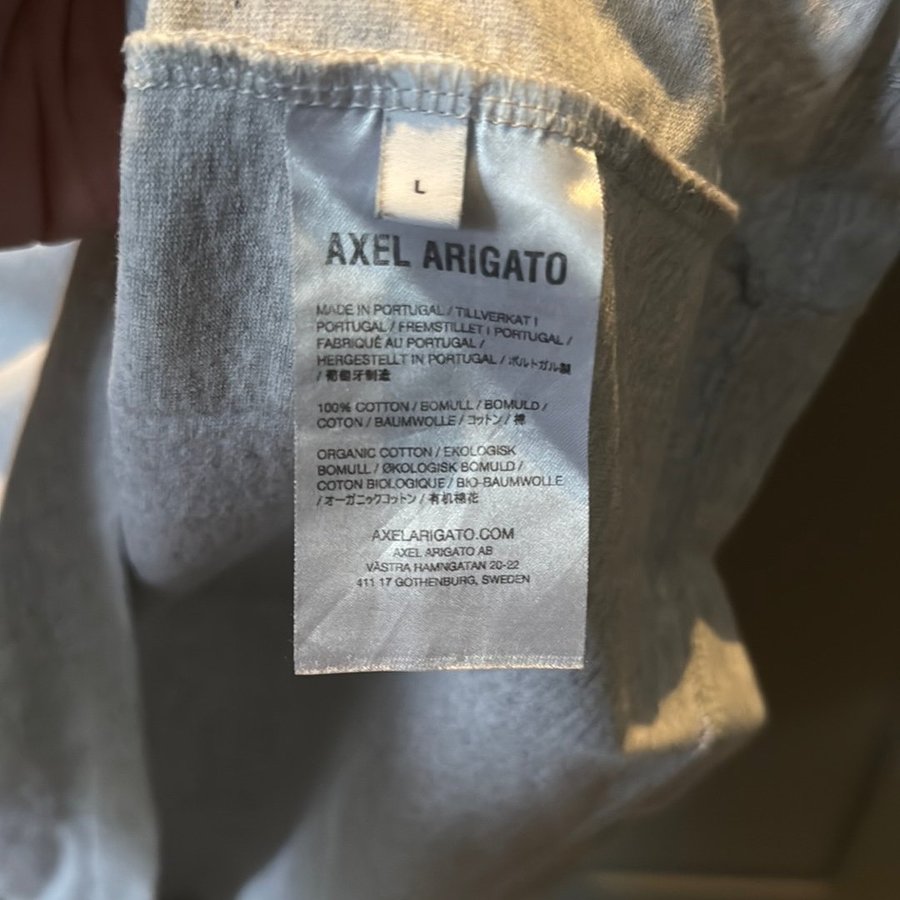 L
AXEL ARIGATO
MADE IN PORTUGAL / TILLVERKAT I
PORTUGAL / FREMSTILLET I PORTUGAL /
FABRIQUÉ AU PORTUGAL /
HERGESTELLT IN PORTUGAL / ポルトガル製
/ 葡萄牙制造
100% COTTON / BOMULL / BOMULD /
COTON / BAUMWOLLE / コットン / 棉
ORGANIC COTTON / EKOLOGISK
BOMULL / ØKOLOGISK BOMULD /
COTON BIOLOGIQUE / BIO-BAUMWOLLE
/ オーガニックコットン / 有机棉花
AXELARIGATO.COM
AXEL ARIGATO AB
VÄSTRA HAMNGATAN 20-22
411 17 GOTHENBURG, SWEDEN